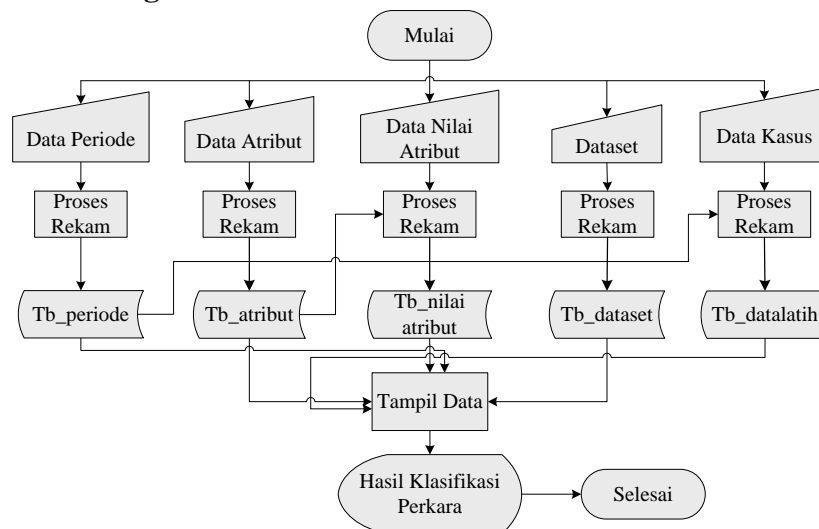 Mulai
Data Periode
Data Atribut
Data Nilai
Atribut
Dataset
Data Kasus
Proses
Rekam
Proses
Rekam
Proses
Rekam
Proses
Rekam
Proses
Rekam
Tb_periode
Tb_atribut
Tb_nilai
atribut
Tb_dataset
Tb_datalatih
Tampil Data
Hasil Klasifikasi
Perkara
Selesai